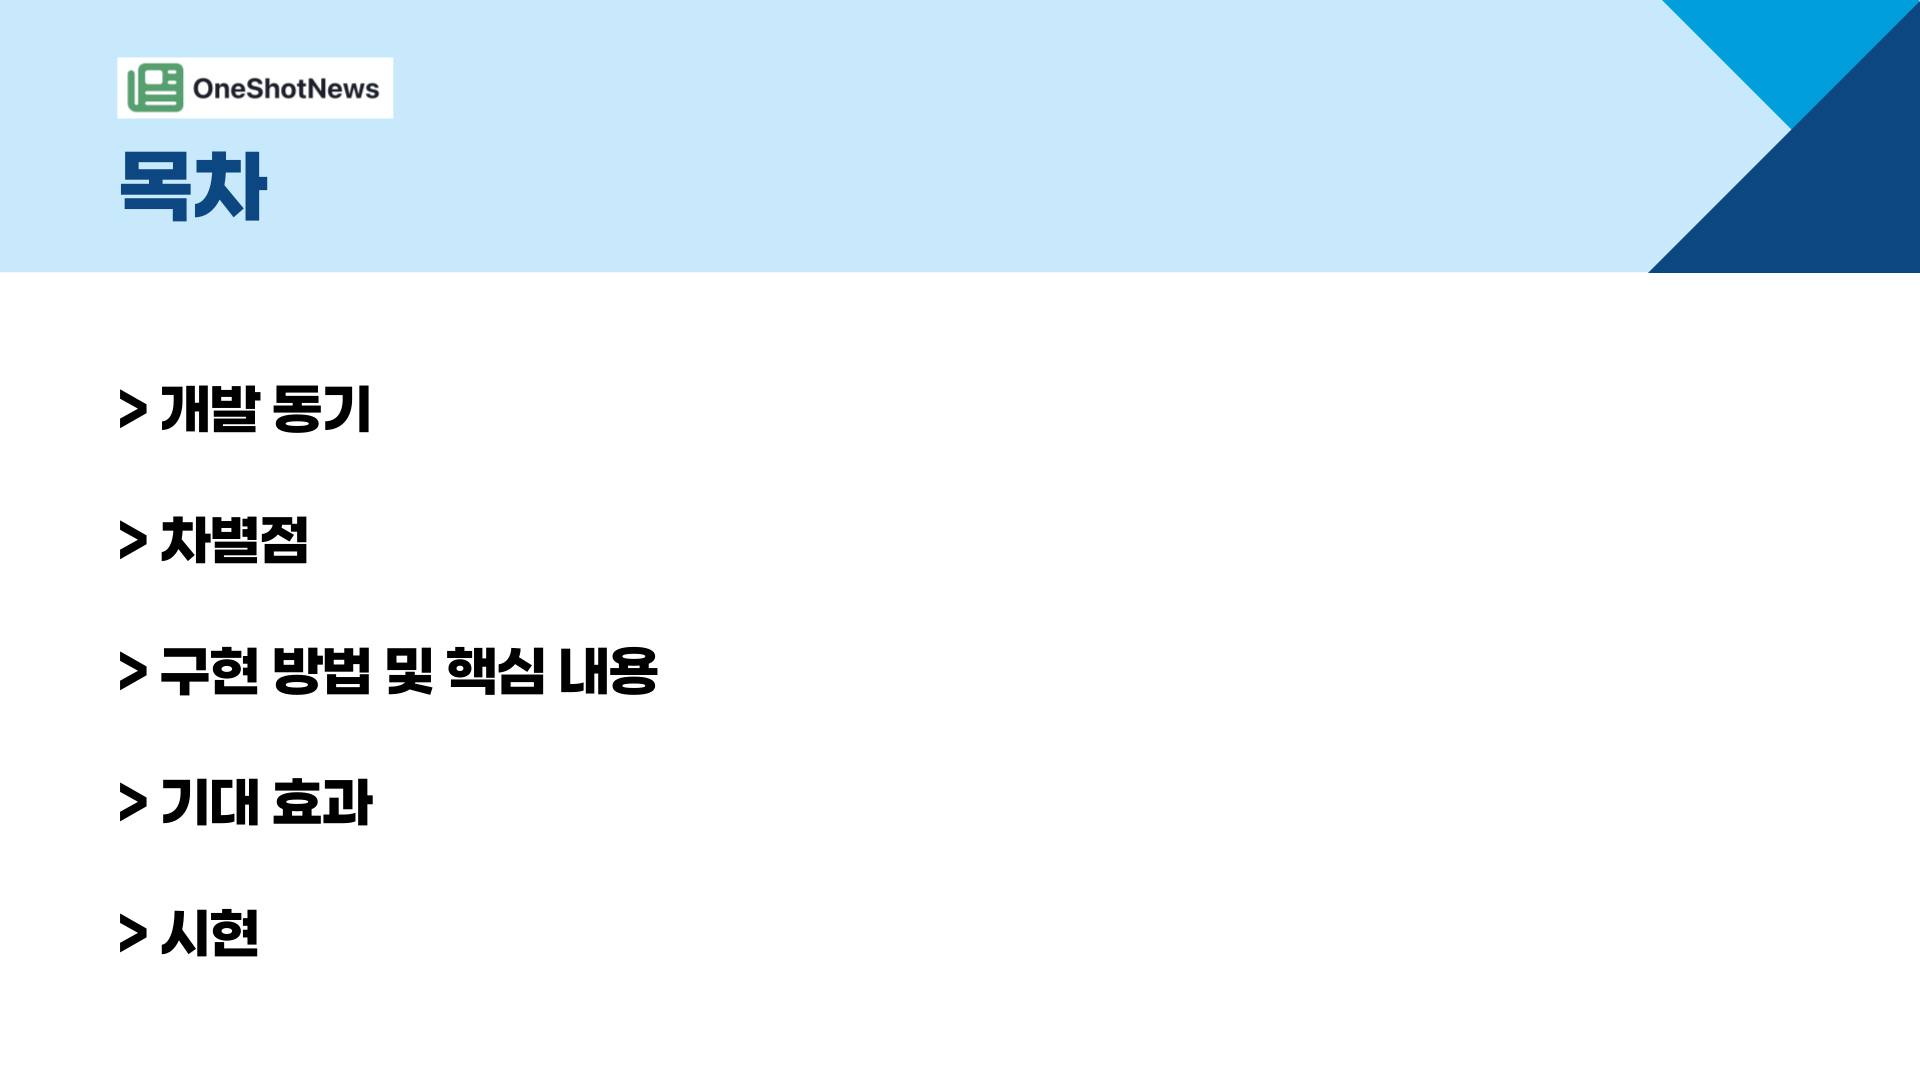 OneShotNews
목차
> 개발 동기
> 차별점
> 구현 방법 및 핵심 내용
> 기대 효과
> 시현